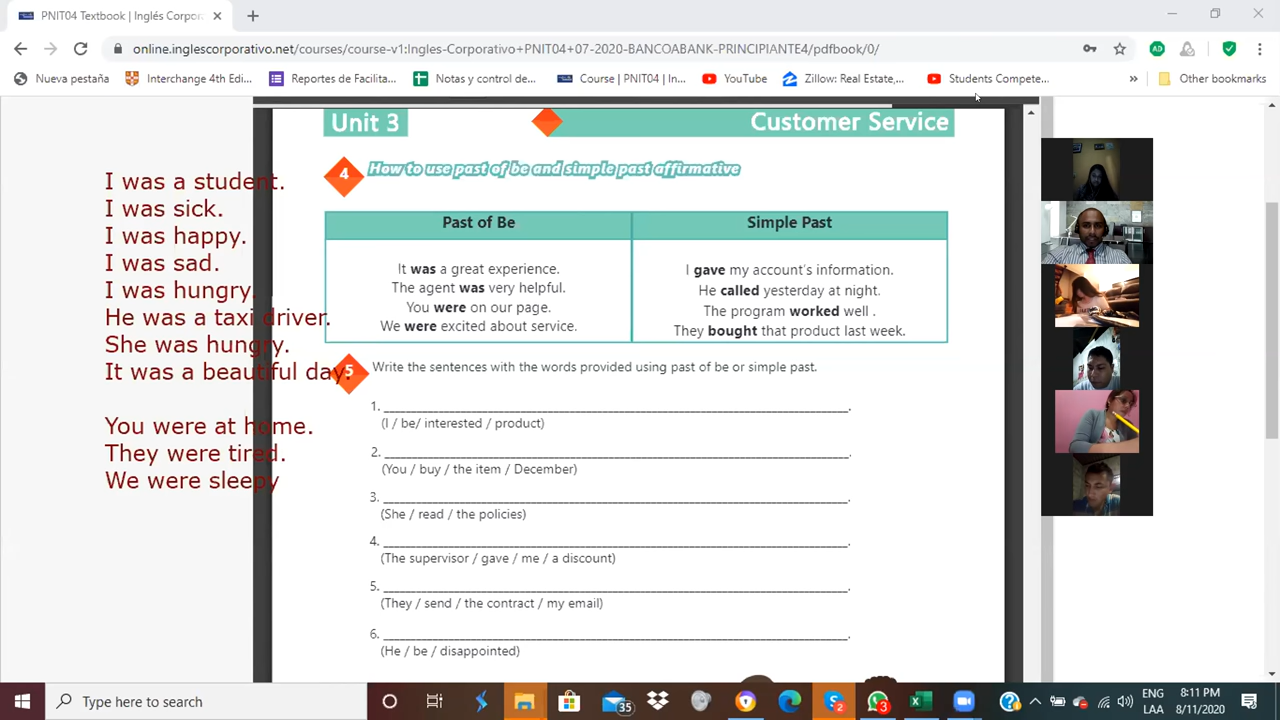 PNIT04 Textbook | Inglés Corpor
online.inglescorporativo.net/courses/course-v1:Ingles-Corporativo+PNIT04+07-2020-BANCOABANK-PRINCIPIANTE4/pdfbook/0/
Nueva pestaña
Interchange 4th Edi...
Reportes de Facilita...
Notas y control de...
Course | PNIT04 | In...
YouTube
Zillow: Real Estate,...
Students Compete...
»
Other bookmarks
Unit 3
Customer Service
4
How to use past of be and simple past affirmative
Past of Be
Simple Past
It was a great experience.
The agent was very helpful.
You were on our page.
We were excited about service.
I gave my account's information.
He called yesterday at night.
The program worked well .
They bought that product last week.
5
Write the sentences with the words provided using past of be or simple past.
1. ______________________________.
(I / be/ interested / product)
2. ______________________________.
(You / buy / the item / December)
3. ______________________________.
(She / read / the policies)
4. ______________________________.
(The supervisor / gave / me / a discount)
5. ______________________________.
(They / send / the contract / my email)
6. ______________________________.
(He / be / disappointed)
I was a student.
I was sick.
I was happy.
I was sad.
I was hungry.
He was a taxi driver.
She was hungry.
It was a beautiful day.
You were at home.
They were tired.
We were sleepy
Type here to search
35
2
3
ENG
LAA
8:11 PM
8/11/2020